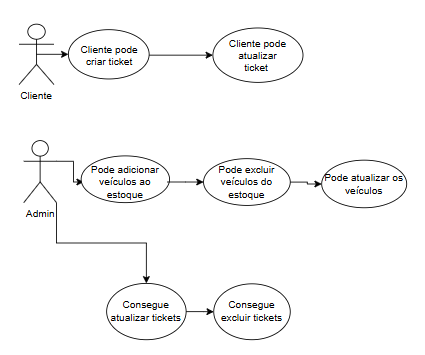 Cliente pode
criar ticket
Cliente pode
atualizar
ticket
Cliente
Pode adicionar
veículos ao
estoque
Pode excluir
veículos do
estoque
Pode atualizar os
veículos
Admin
Consegue
atualizar tickets
Consegue
excluir tickets